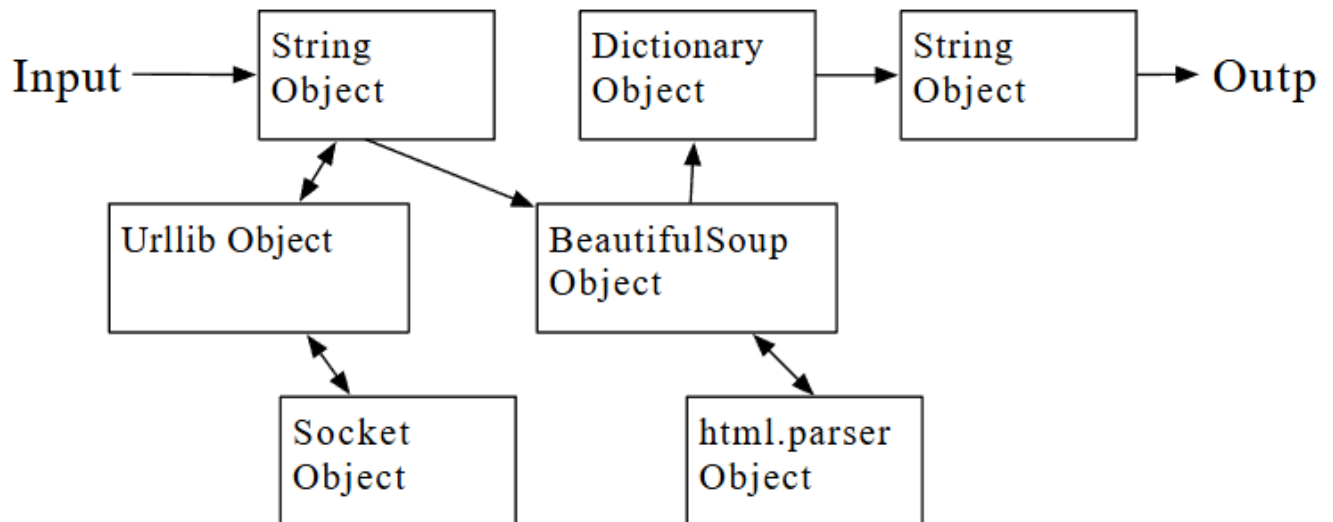 Input
String
Object
Dictionary
Object
String
Object
Outp
Urllib Object
BeautifulSoup
Object
Socket
Object
html.parser
Object